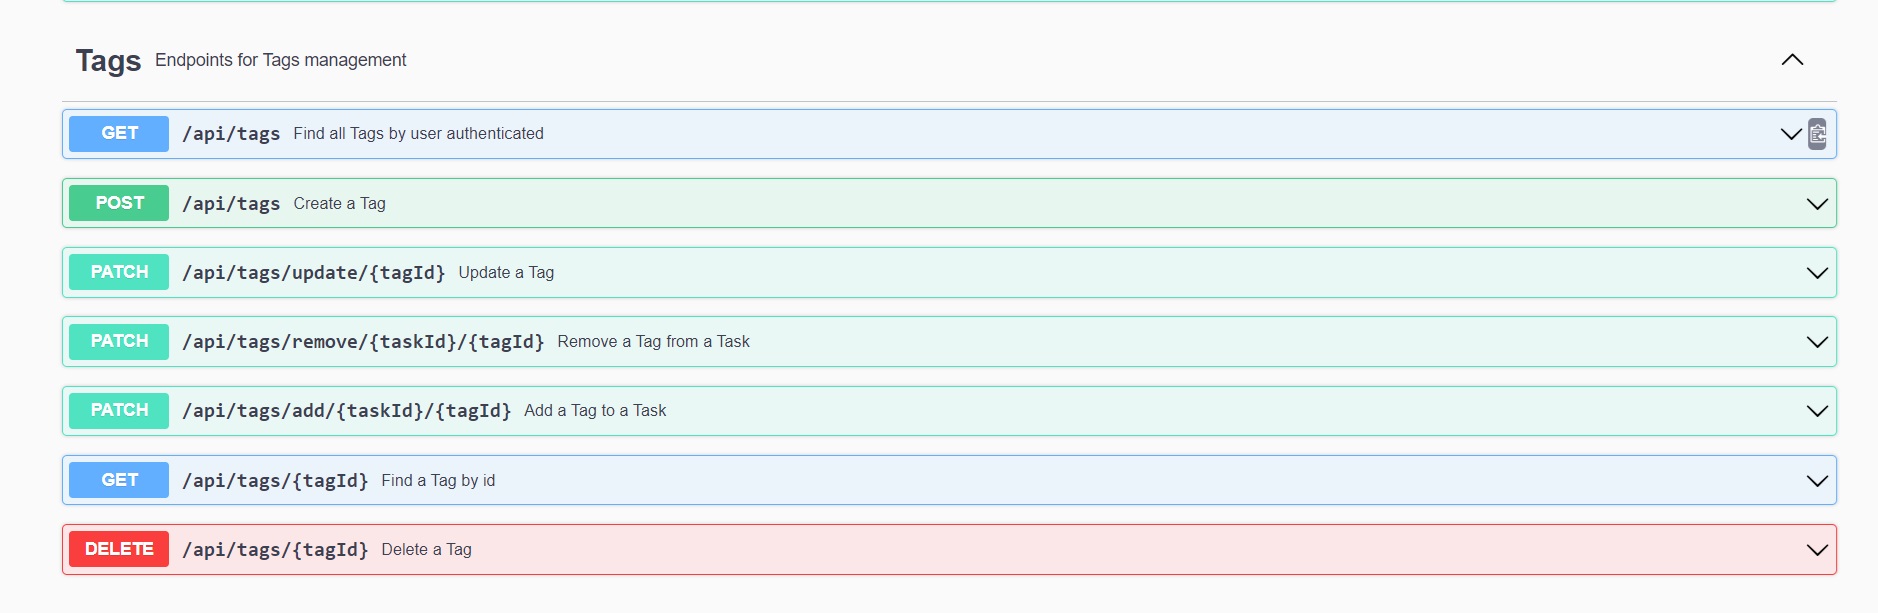 Tags Endpoints for Tags management
GET /api/tags Find all Tags by user authenticated
POST /api/tags Create a Tag
PATCH /api/tags/update/{tagId} Update a Tag
PATCH /api/tags/remove/{taskId}/{tagId} Remove a Tag from a Task
PATCH /api/tags/add/{taskId}/{tagId} Add a Tag to a Task
GET /api/tags/{tagId} Find a Tag by id
DELETE /api/tags/{tagId} Delete a Tag